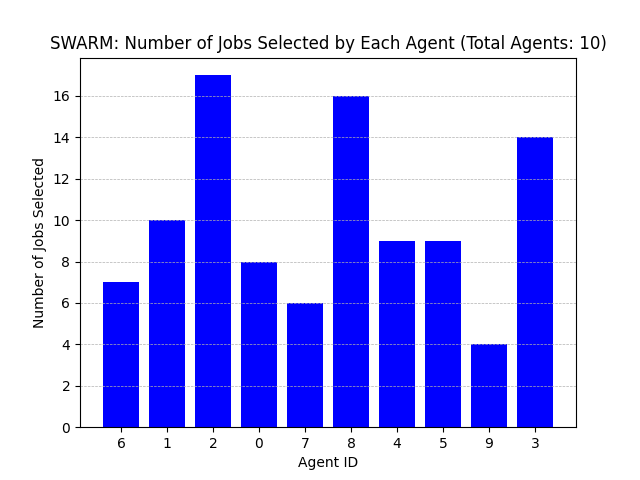 SWARM: Number of Jobs Selected by Each Agent (Total Agents: 10)
Number of Jobs Selected
16
14
12
10
8
6
4
2
0
6 1 2 0 7 8 4 5 9 3
Agent ID